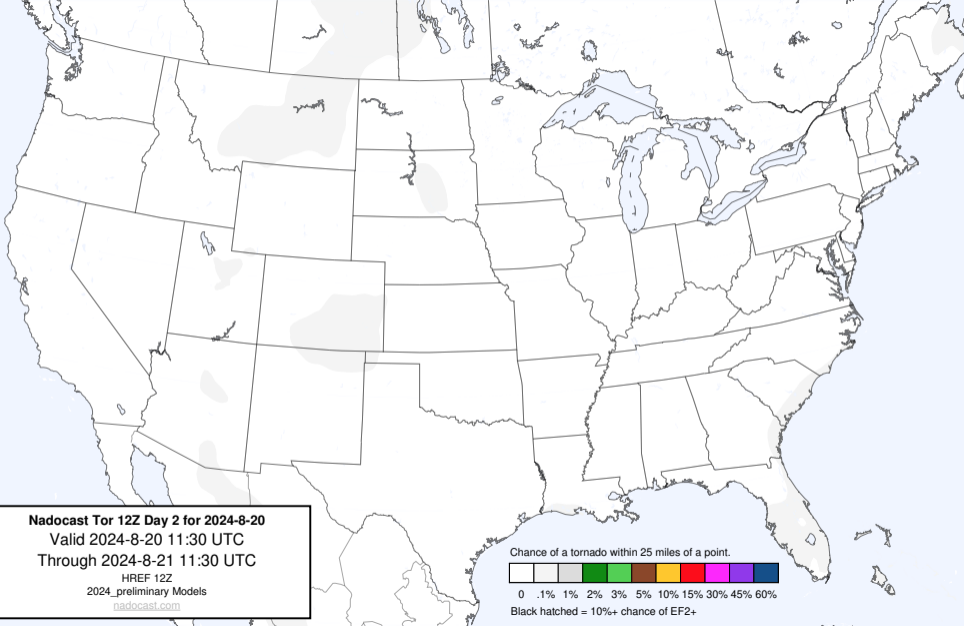 Nadocast Tor 12Z Day 2 for 2024-8-20
Valid 2024-8-20 11:30 UTC
Through 2024-8-21 11:30 UTC
HREF 12Z
2024_preliminary Models
nadocast.com
Chance of a tornado within 25 miles of a point.
0 .1% 1% 2% 3% 5% 10% 15% 30% 45% 60%
Black hatched = 10%+ chance of EF2+